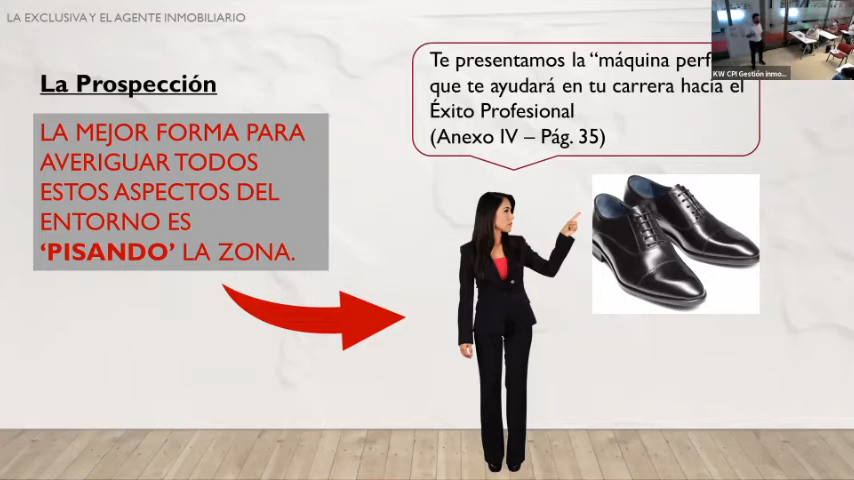 LA EXCLUSIVA Y EL AGENTE INMOBILIARIO
La Prospección
LA MEJOR FORMA PARA
AVERIGUAR TODOS
ESTOS ASPECTOS DEL
ENTORNO ES
‘PISANDO’ LA ZONA.
Te presentamos la “máquina
que te ayudará en tu carrera hacia el
Éxito Profesional
(Anexo IV – Pág. 35)
KW CPI Gestión inmo...